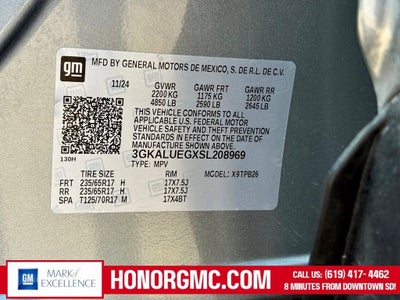 gm
MFD BY GENERAL MOTORS DE MEXICO, S. DE R.L. DE C.V.
11/24 GVWR GAWR FRT GAWR RR
2200 KG 1175 KG 1200 KG
4850 LB 2590 LB 2645 LB
THIS VEHICLE CONFORMS TO ALL
APPLICABLE U.S. FEDERAL MOTOR
VEHICLE SAFETY, BUMPER, AND
THEFT PREVENTION STANDARDS
IN EFFECT ON THE DATE OF
MANUFACTURE SHOWN ABOVE.
3GKALUEGXSL208969
130H TYPE: MPV
TIRE SIZE RIM MODEL: X9TPB26
FRT 235/65R17 H 17X7.5J
RR 235/65R17 H 17X7.5J
SPA T125/70R17 M 17X4BT
gm MARK of EXCELLENCE
HONORGMC.COM
CALL US: (619) 417- 4462
8 MINUTES FROM DOWNTOWN SD!